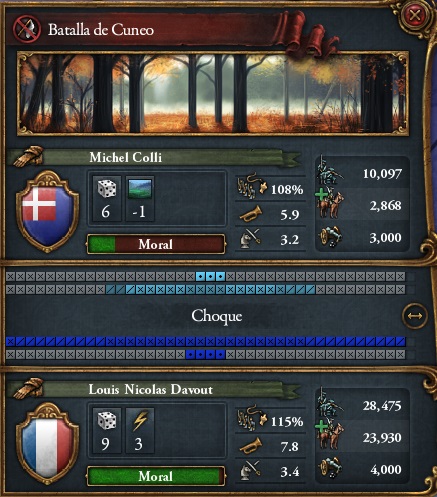 Batalla de Cuneo
Michel Colli
6 -1
108%
5.9
3.2
10,097
2,868
3,000
Moral
Choque
Louis Nicolas Davout
9 3
115%
7.8
3.4
28,475
23,930
4,000
Moral